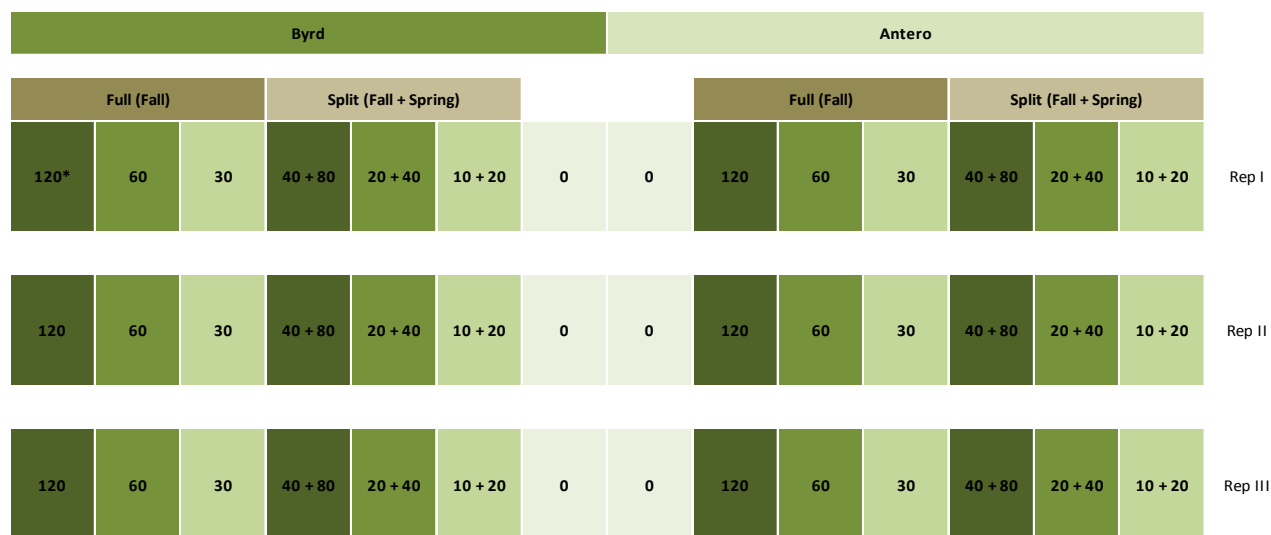 Byrd Antero
Full (Fall) Split (Fall + Spring) Full (Fall) Split (Fall + Spring)
120* 60 30 40 + 80 20 + 40 10 + 20 0 0 120 60 30 40 + 80 20 + 40 10 + 20 Rep I
120 60 30 40 + 80 20 + 40 10 + 20 0 0 120 60 30 40 + 80 20 + 40 10 + 20 Rep II
120 60 30 40 + 80 20 + 40 10 + 20 0 0 120 60 30 40 + 80 20 + 40 10 + 20 Rep III